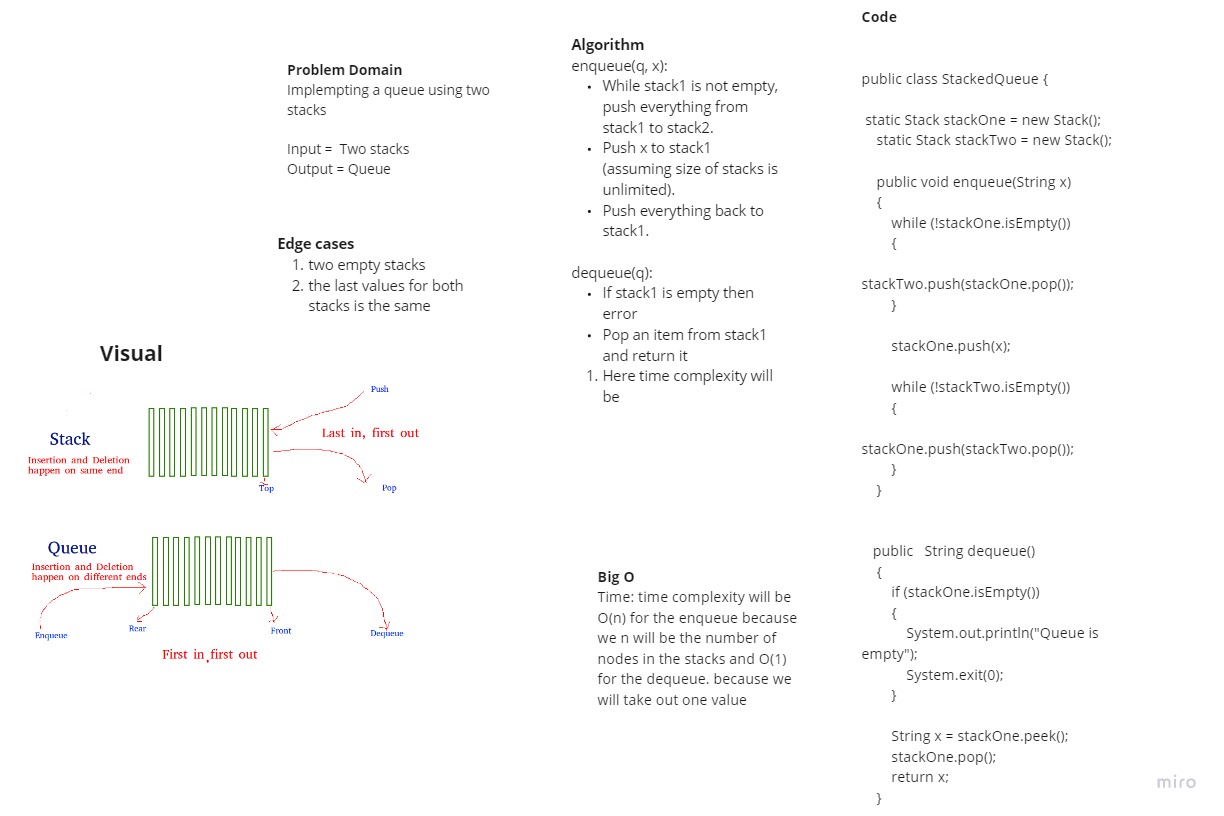 Problem Domain
Implempting a queue using two
stacks
Input =  Two stacks
Output = Queue
Edge cases
1. two empty stacks
2. the last values for both
stacks is the same
Visual
Push
Stack
Last in, first out
Insertion and Deletion
happen on same end
Top
Pop
Queue
Insertion and Deletion
happen on different ends
Enqueue
Rear
Front
Dequeue
First in , first out
Algorithm
enqueue(q, x):
• While stack1 is not empty,
push everything from
stack1 to stack2.
• Push x to stack1
(assuming size of stacks is
unlimited).
• Push everything back to
stack1.
dequeue(q):
• If stack1 is empty then
error
• Pop an item from stack1
and return it
1. Here time complexity will
be
Big O
Time: time complexity will be
O(n) for the enqueue because
we n will be the number of
nodes in the stacks and O(1)
for the dequeue. because we
will take out one value
Code
public class StackedQueue {
static Stack stackOne = new Stack();
static Stack stackTwo = new Stack();
public void enqueue(String x)
{
while (!stackOne.isEmpty())
{
stackTwo.push(stackOne.pop());
}
stackOne.push(x);
while (!stackTwo.isEmpty())
{
stackOne.push(stackTwo.pop());
}
}
public   String dequeue()
{
if (stackOne.isEmpty())
{
System.out.println("Queue is
empty");
System.exit(0);
}
String x = stackOne.peek();
stackOne.pop();
return x;
}
miro